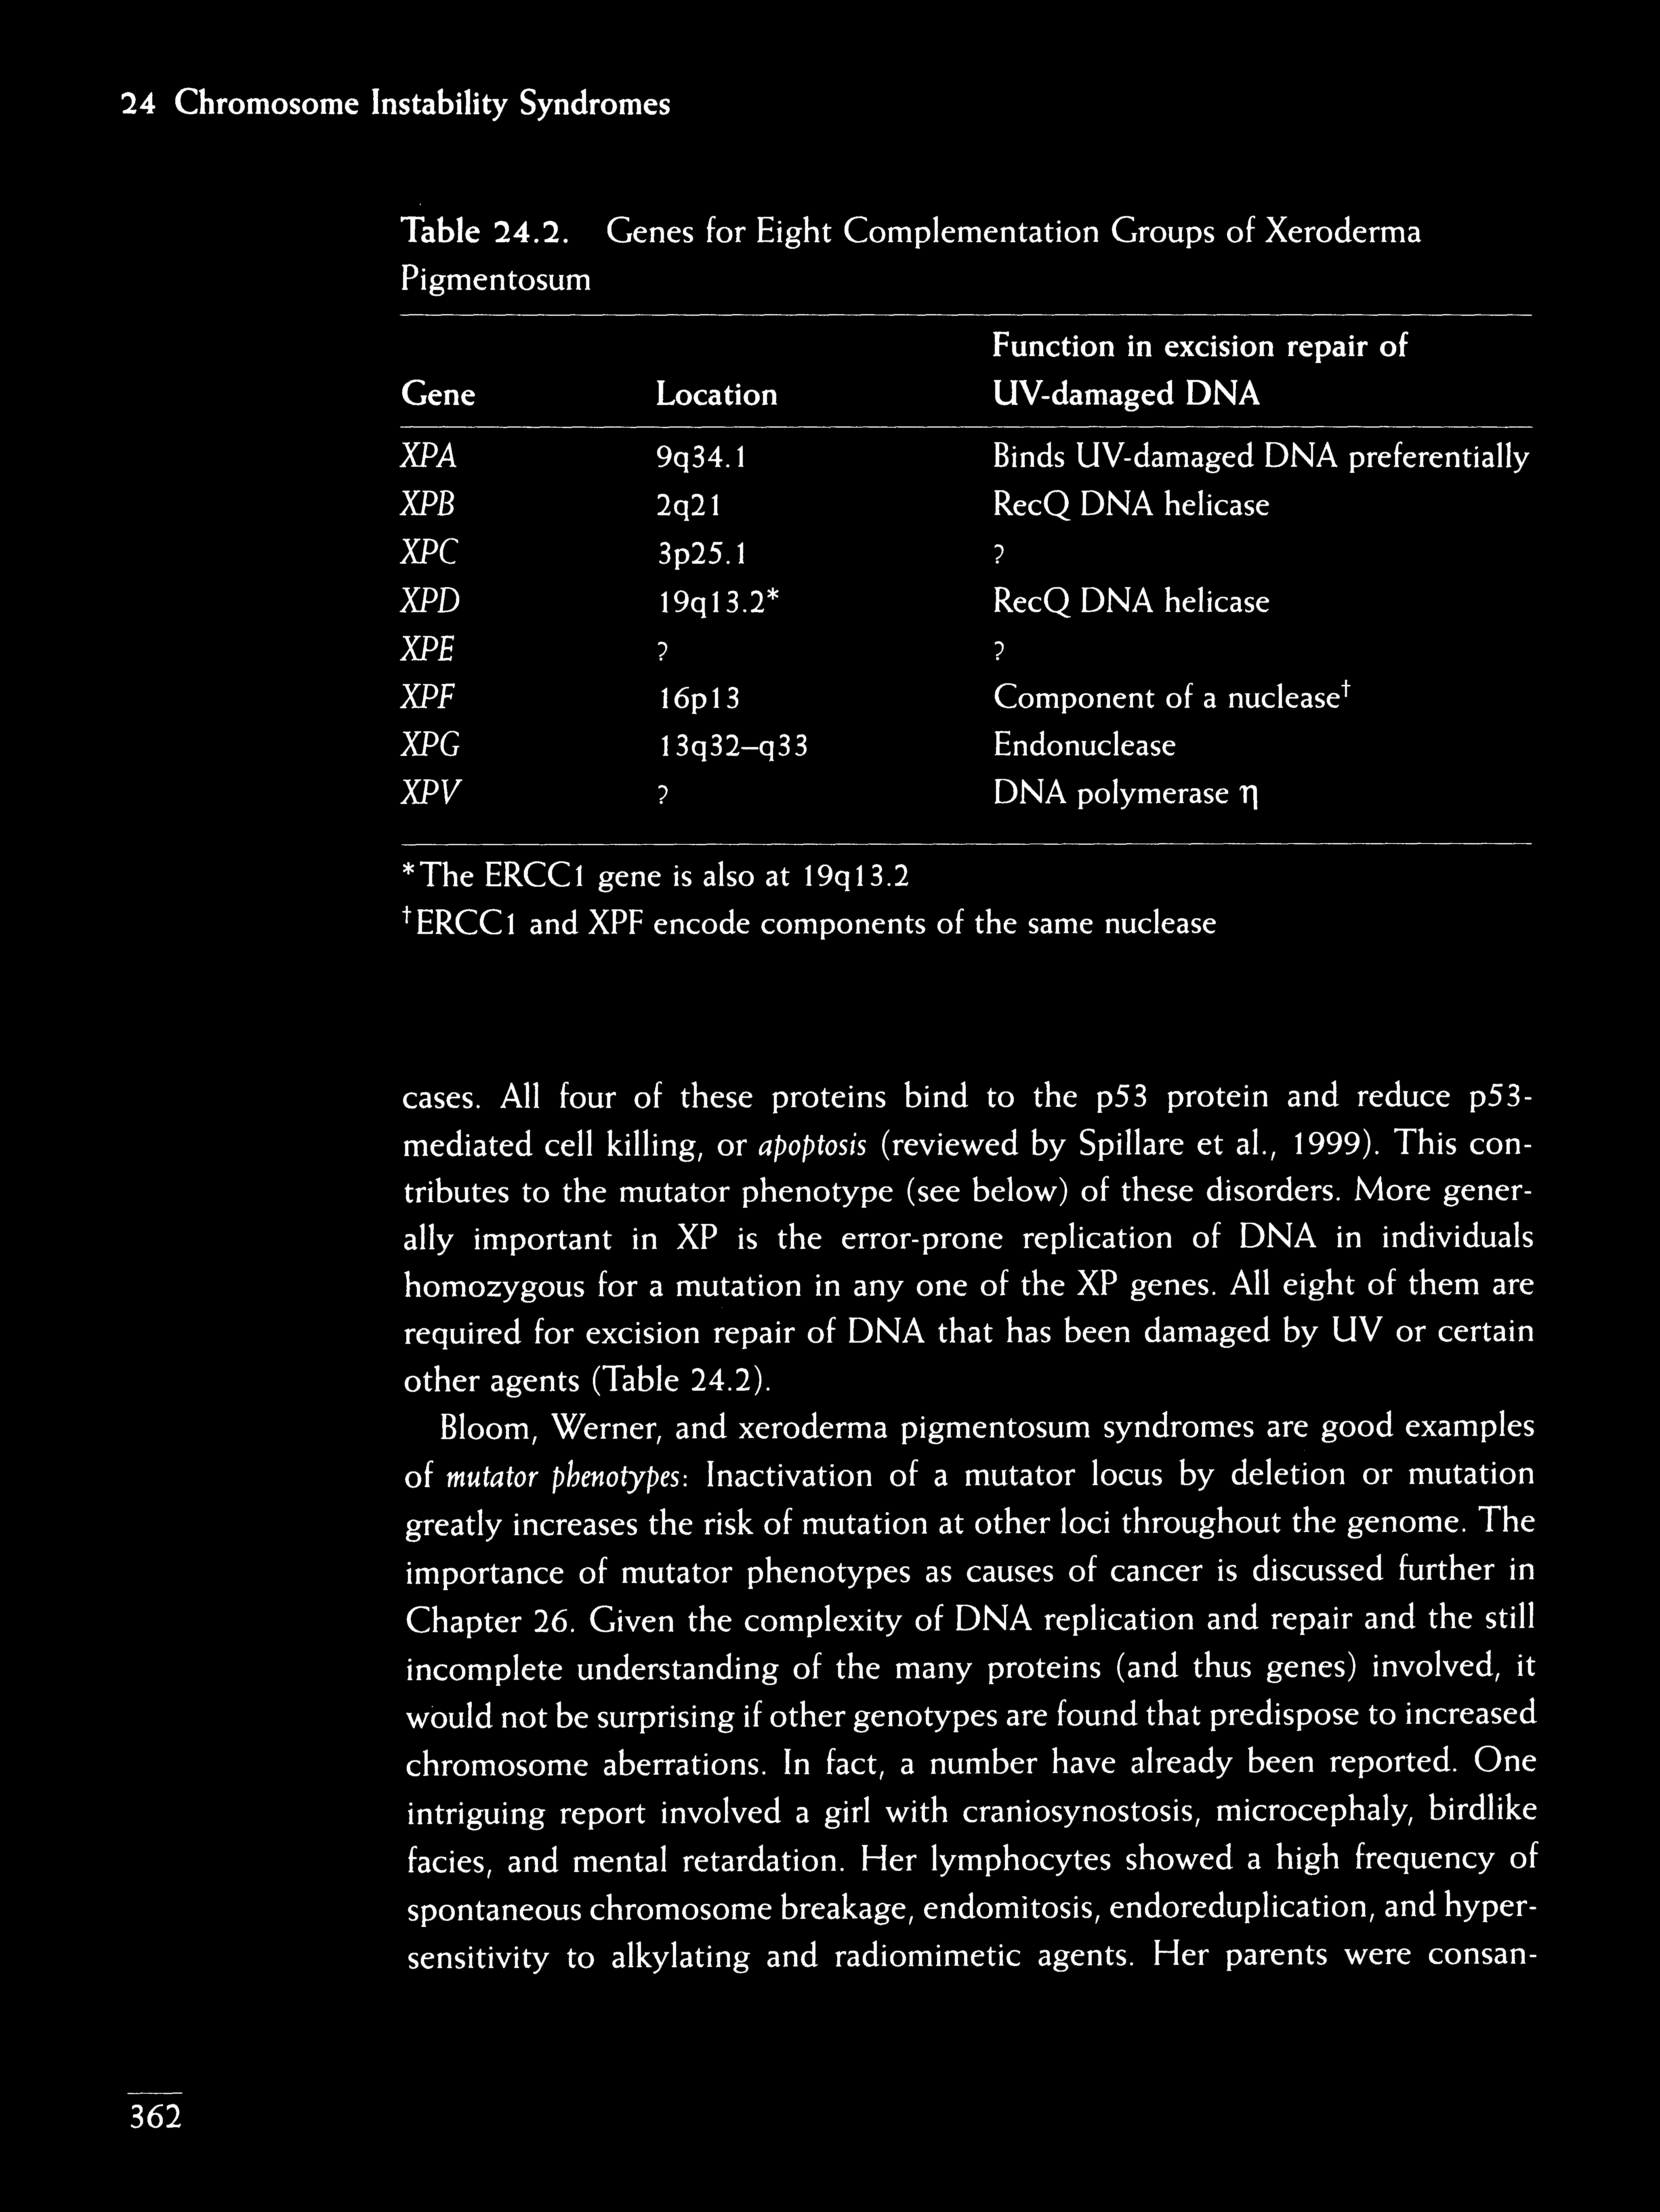 24 Chromosome Instability Syndromes
Table 24.2. Genes for Eight Complementation Groups of Xeroderma
Pigmentosum
Function in excision repair of
Gene Location UV-damaged DNA
XPA 9q34.1 Binds UV-damaged DNA preferentially
XPB 2q21 RecQ DNA helicase
XPC 3p25.1 ?
XPD 19q13.2* RecQ DNA helicase
XPE ? ?
XPF 16p13 Component of a nuclease†
XPG 13q32–q33 Endonuclease
XPV ? DNA polymerase η
*The ERCC1 gene is also at 19q13.2
†ERCC1 and XPF encode components of the same nuclease
cases. All four of these proteins bind to the p53 protein and reduce p53-
mediated cell killing, or apoptosis (reviewed by Spillare et al., 1999). This con-
tributes to the mutator phenotype (see below) of these disorders. More gener-
ally important in XP is the error-prone replication of DNA in individuals
homozygous for a mutation in any one of the XP genes. All eight of them are
required for excision repair of DNA that has been damaged by UV or certain
other agents (Table 24.2).
Bloom, Werner, and xeroderma pigmentosum syndromes are good examples
of mutator phenotypes: Inactivation of a mutator locus by deletion or mutation
greatly increases the risk of mutation at other loci throughout the genome. The
importance of mutator phenotypes as causes of cancer is discussed further in
Chapter 26. Given the complexity of DNA replication and repair and the still
incomplete understanding of the many proteins (and thus genes) involved, it
would not be surprising if other genotypes are found that predispose to increased
chromosome aberrations. In fact, a number have already been reported. One
intriguing report involved a girl with craniosynostosis, microcephaly, birdlike
facies, and mental retardation. Her lymphocytes showed a high frequency of
spontaneous chromosome breakage, endomitosis, endoreduplication, and hyper-
sensitivity to alkylating and radiomimetic agents. Her parents were consan-
362